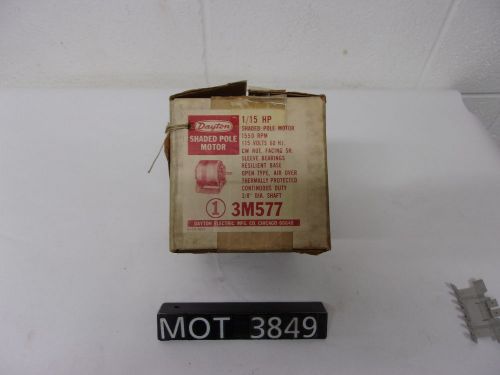 Dayton
SHADED POLE
MOTOR
1/15 HP
SHADED POLE MOTOR
1550 RPM
115 VOLTS 60 HZ
CW ROT. FACING SH.
SLEEVE BEARINGS
RESILIENT BASE
OPEN TYPE, AIR OVER
THERMALLY PROTECTED
CONTINUOUS DUTY
3/8" DIA. SHAFT
1 3M577
DAYTON ELECTRIC MFG. CO. CHICAGO 60648
MOT 3849